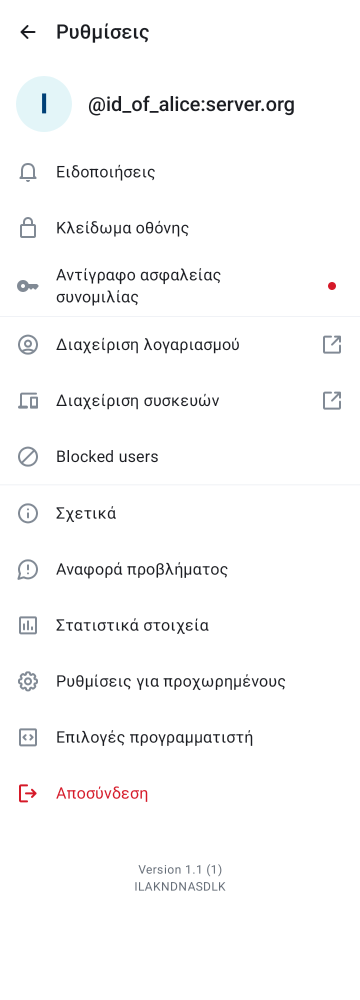 Ρυθμίσεις
I
@id_of_alice:server.org
Ειδοποιήσεις
Κλείδωμα οθόνης
Αντίγραφο ασφαλείας
συνομιλίας
Διαχείριση λογαριασμού
Διαχείριση συσκευών
Blocked users
Σχετικά
Αναφορά προβλήματος
Στατιστικά στοιχεία
Ρυθμίσεις για προχωρημένους
Επιλογές προγραμματιστή
Αποσύνδεση
Version 1.1 (1)
ILAKNDNASDLK